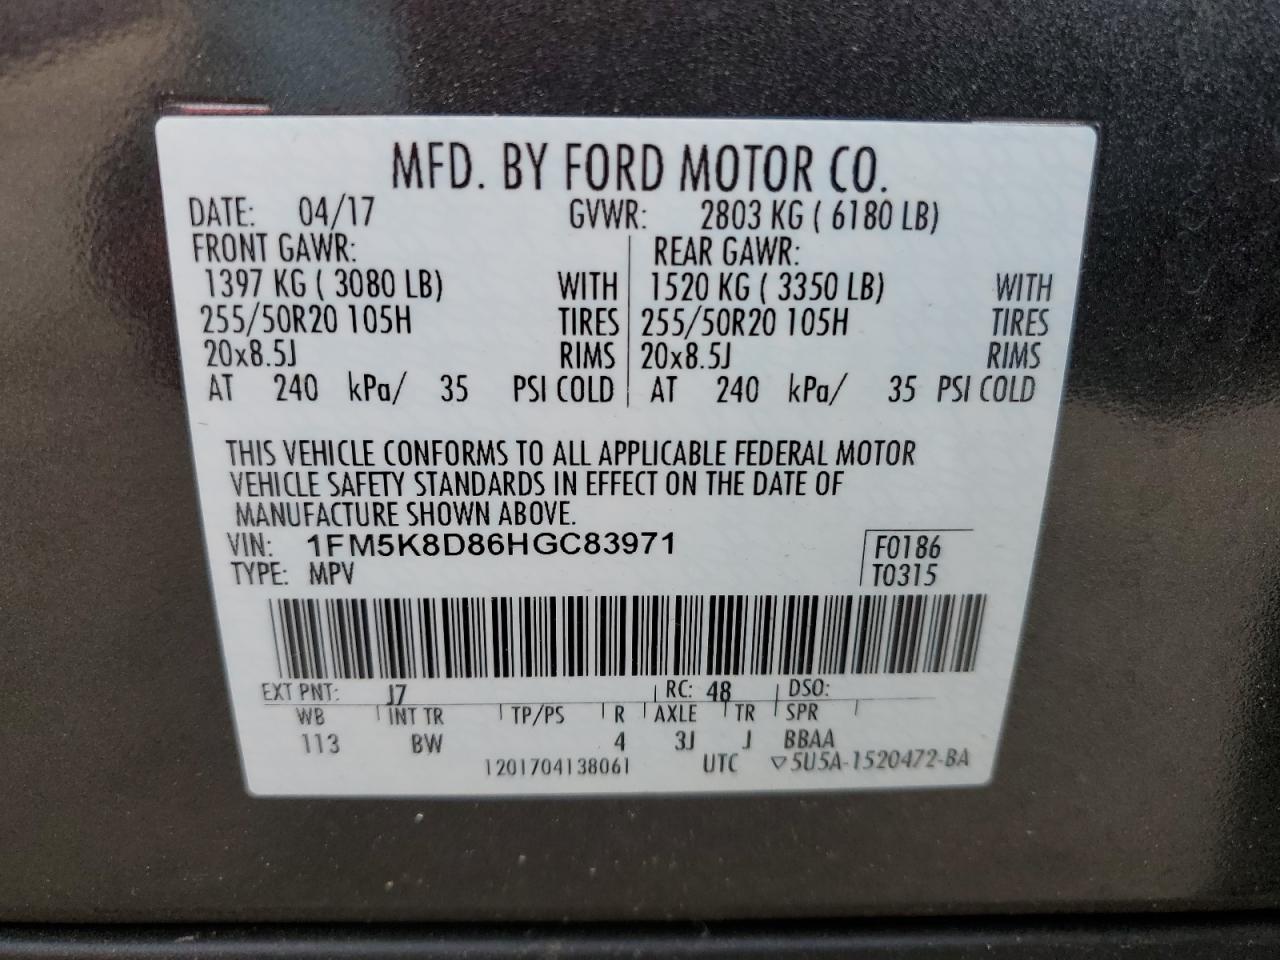 MFD. BY FORD MOTOR CO.
DATE: 04/17 GVWR: 2803 KG ( 6180 LB)
FRONT GAWR: REAR GAWR:
1397 KG ( 3080 LB) WITH 1520 KG ( 3350 LB) WITH
255/50R20 105H TIRES 255/50R20 105H TIRES
20x8.5J RIMS 20x8.5J RIMS
AT 240 kPa/ 35 PSI COLD AT 240 kPa/ 35 PSI COLD
THIS VEHICLE CONFORMS TO ALL APPLICABLE FEDERAL MOTOR
VEHICLE SAFETY STANDARDS IN EFFECT ON THE DATE OF
MANUFACTURE SHOWN ABOVE.
VIN: 1FM5K8D86HGC83971 F0186
TYPE: MPV T0315
EXT PNT: J7 RC: 48 DSO:
WB INT TR TP/PS R AXLE TR SPR
113 BW 4 3J J BBAA
1201704138061 UTC ▽5U5A-1520472-BA